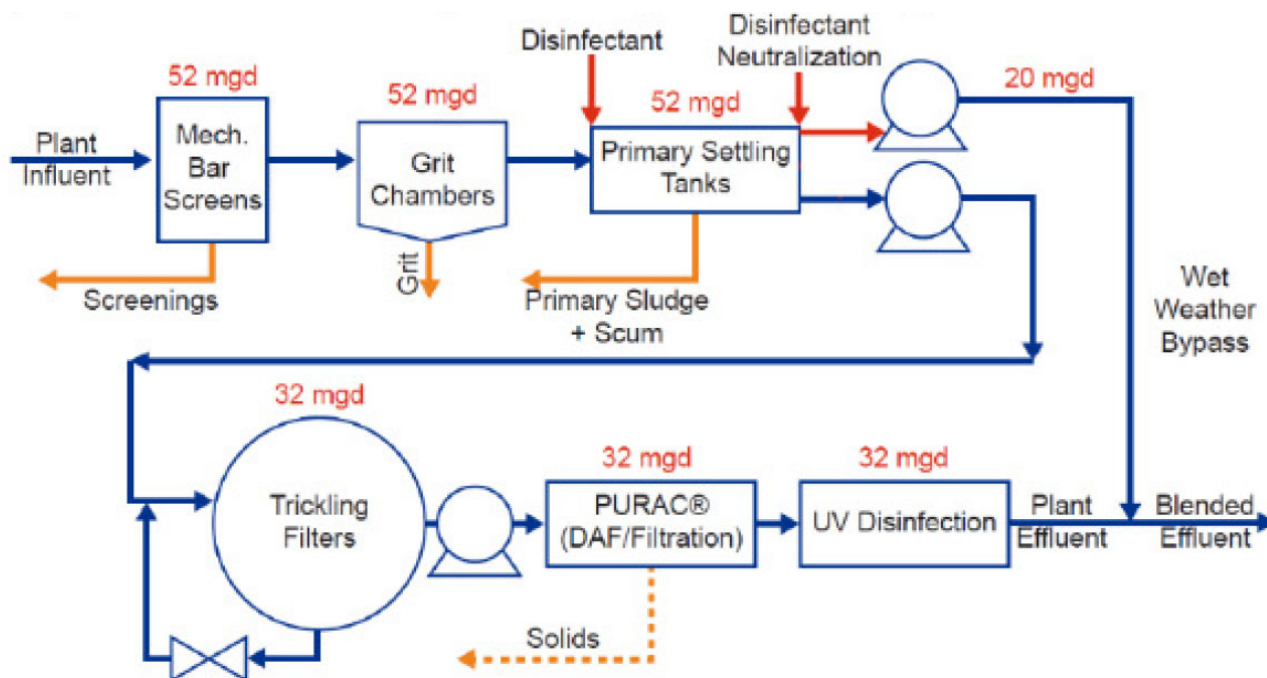 Disinfectant
Disinfectant
Neutralization
52 mgd
52 mgd
52 mgd
20 mgd
Plant
Influent
Mech.
Bar
Screens
Grit
Chambers
Primary Settling
Tanks
Screenings
Grit
Primary Sludge
+ Scum
Wet
Weather
Bypass
32 mgd
32 mgd
32 mgd
Trickling
Filters
PURAC®
(DAF/Filtration)
UV Disinfection
Plant
Effluent
Blended
Effluent
Solids